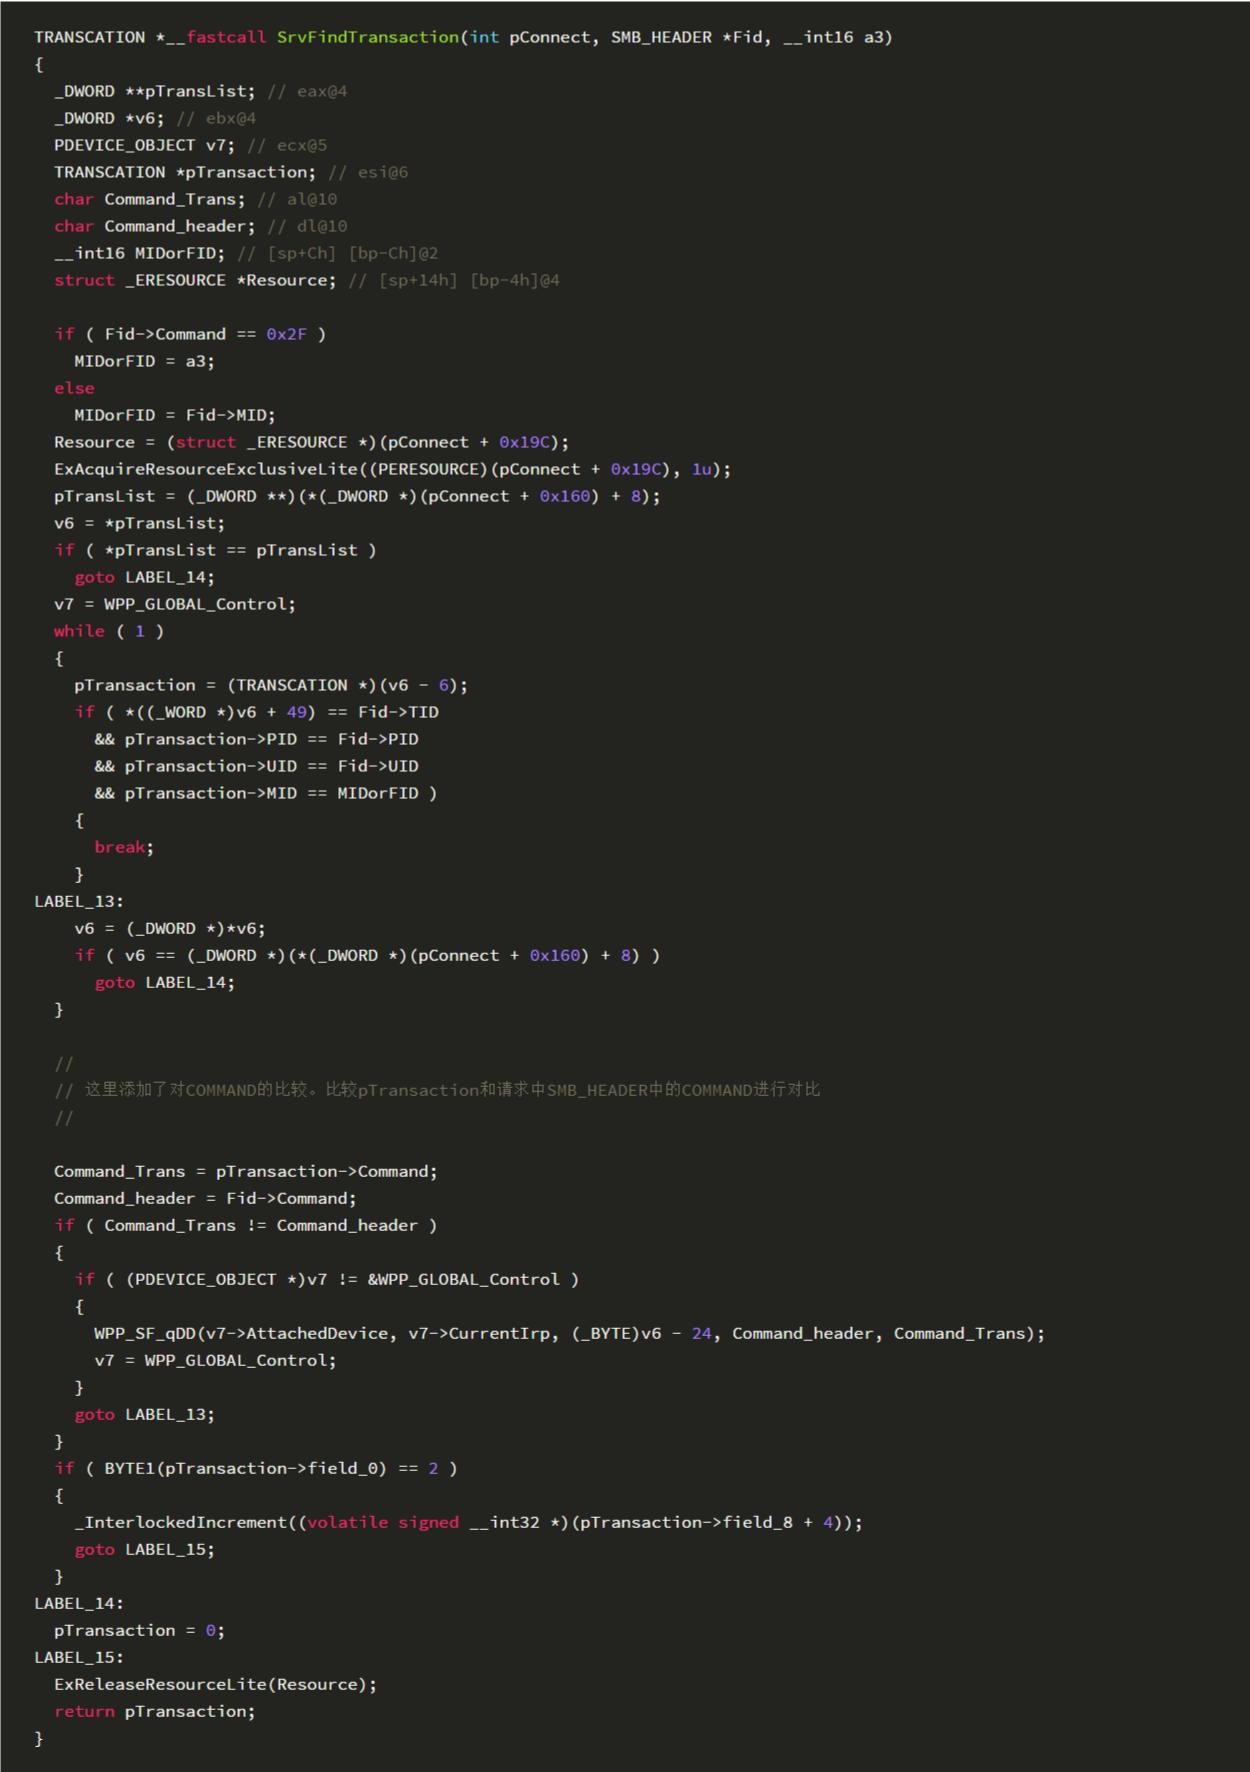 TRANSCATION *__fastcall SrvFindTransaction(int pConnect, SMB_HEADER *Fid, __int16 a3)
{
  _DWORD **pTransList; // eax@4
  _DWORD *v6; // ebx@4
  PDEVICE_OBJECT v7; // ecx@5
  TRANSCATION *pTransaction; // esi@6
  char Command_Trans; // al@10
  char Command_header; // dl@10
  __int16 MIDorFID; // [sp+Ch] [bp-Ch]@2
  struct _ERESOURCE *Resource; // [sp+14h] [bp-4h]@4

  if ( Fid->Command == 0x2F )
    MIDorFID = a3;
  else
    MIDorFID = Fid->MID;
  Resource = (struct _ERESOURCE *)(pConnect + 0x19C);
  ExAcquireResourceExclusiveLite((PERESOURCE)(pConnect + 0x19C), 1u);
  pTransList = (_DWORD **)(*(_DWORD *)(pConnect + 0x160) + 8);
  v6 = *pTransList;
  if ( *pTransList == pTransList )
    goto LABEL_14;
  v7 = WPP_GLOBAL_Control;
  while ( 1 )
  {
    pTransaction = (TRANSCATION *)(v6 - 6);
    if ( *((_WORD *)v6 + 49) == Fid->TID
      && pTransaction->PID == Fid->PID
      && pTransaction->UID == Fid->UID
      && pTransaction->MID == MIDorFID )
    {
      break;
    }
LABEL_13:
    v6 = (_DWORD *)*v6;
    if ( v6 == (_DWORD *)(*(_DWORD *)(pConnect + 0x160) + 8) )
      goto LABEL_14;
  }

  //
  // 这里添加了对COMMAND的比较。比较pTransaction和请求中SMB_HEADER中的COMMAND进行对比
  //

  Command_Trans = pTransaction->Command;
  Command_header = Fid->Command;
  if ( Command_Trans != Command_header )
  {
    if ( (PDEVICE_OBJECT *)v7 != &WPP_GLOBAL_Control )
    {
      WPP_SF_qDD(v7->AttachedDevice, v7->CurrentIrp, (_BYTE)v6 - 24, Command_header, Command_Trans);
      v7 = WPP_GLOBAL_Control;
    }
    goto LABEL_13;
  }
  if ( BYTE1(pTransaction->field_0) == 2 )
  {
    _InterlockedIncrement((volatile signed __int32 *)(pTransaction->field_8 + 4));
    goto LABEL_15;
  }
LABEL_14:
  pTransaction = 0;
LABEL_15:
  ExReleaseResourceLite(Resource);
  return pTransaction;
}